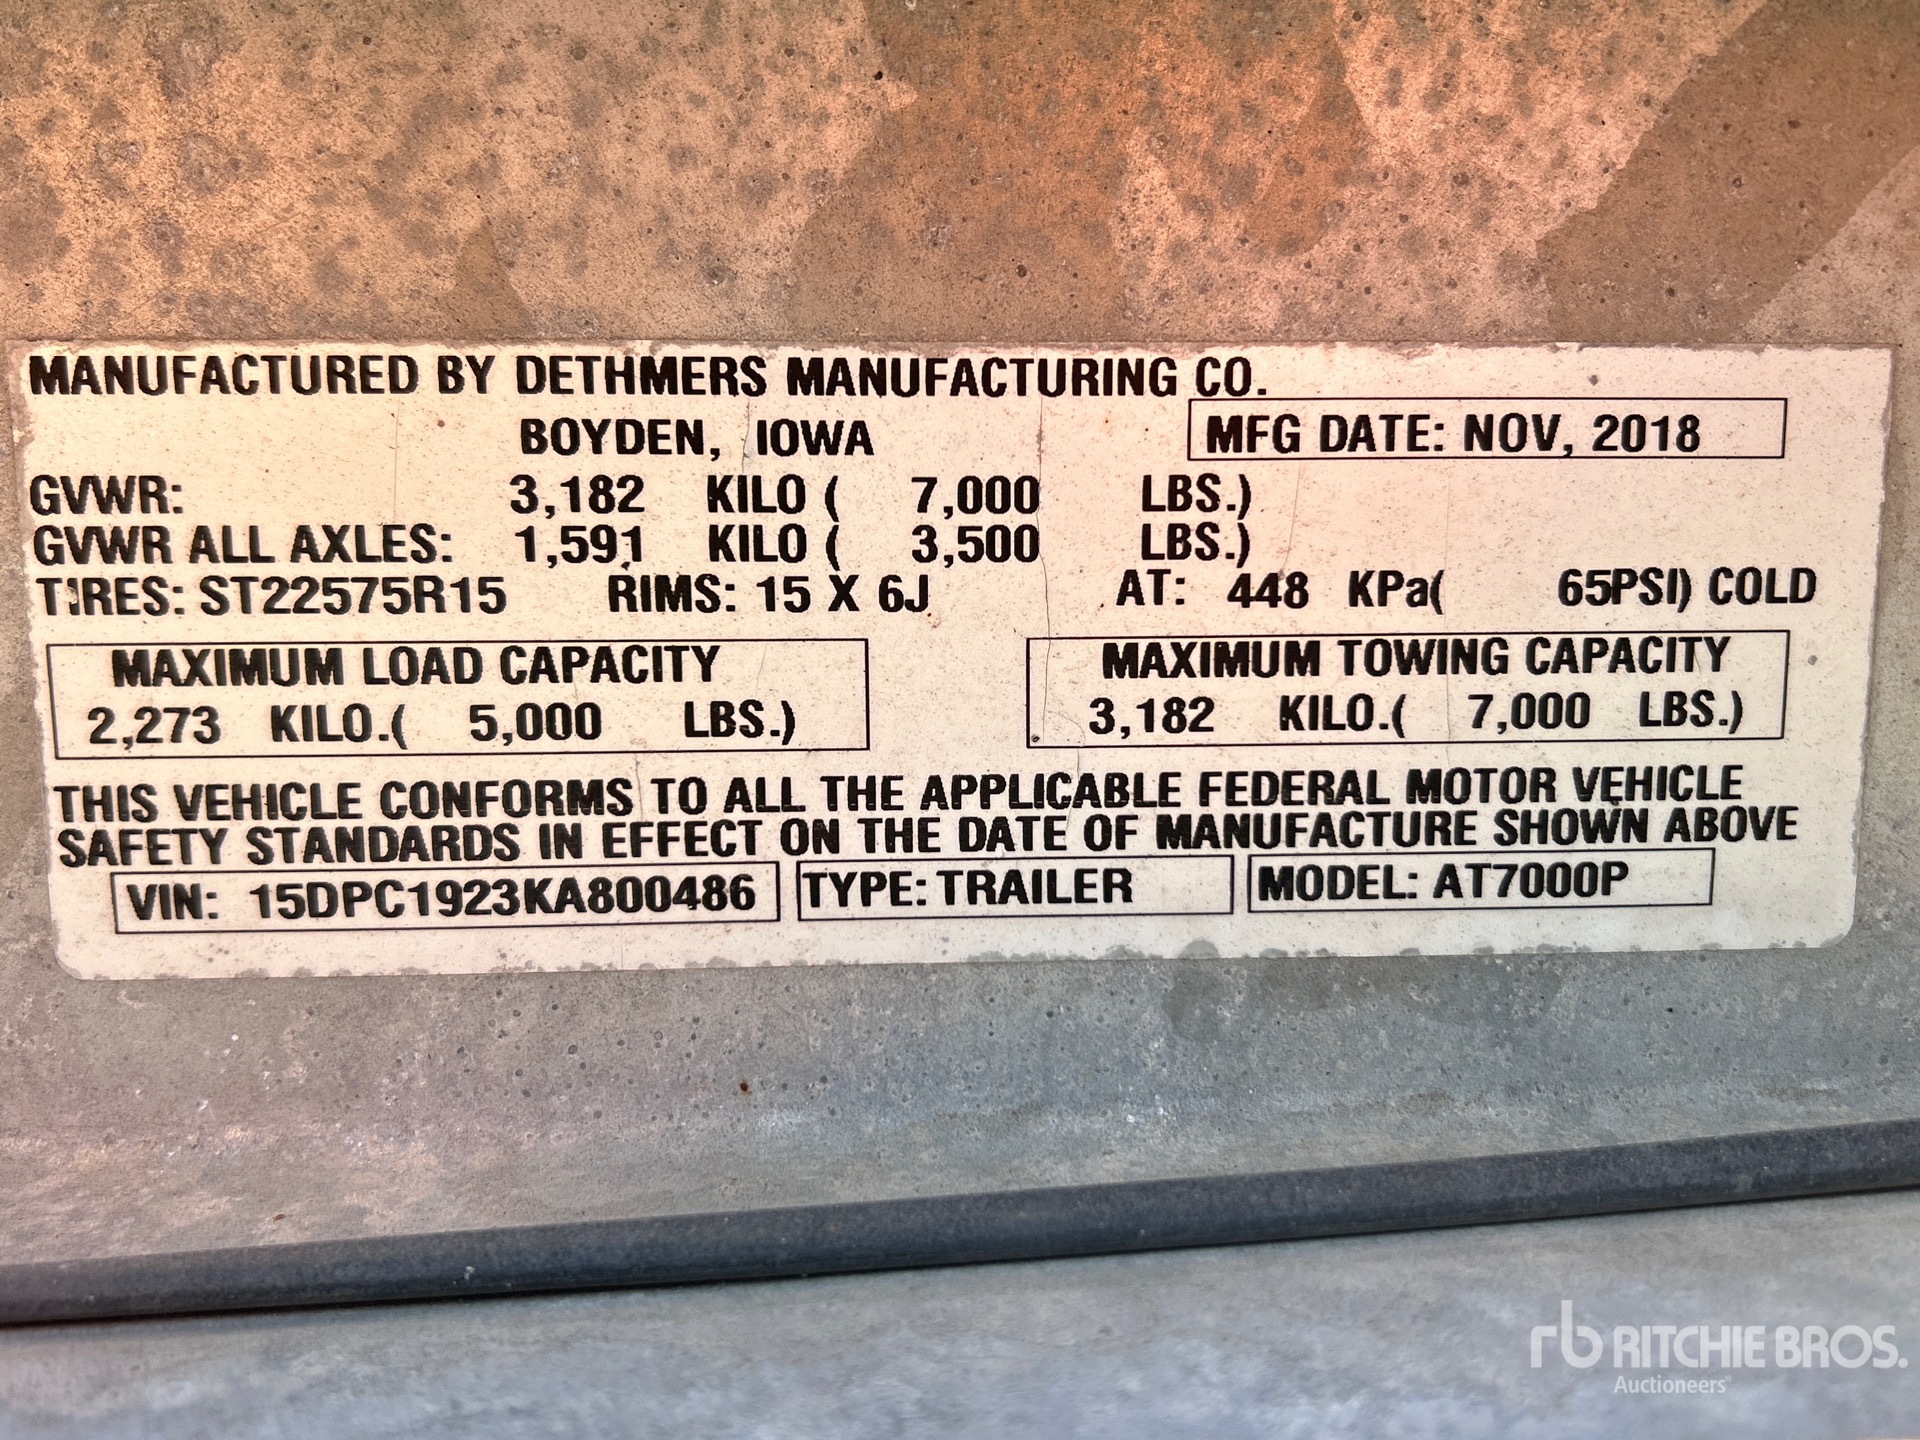 MANUFACTURED BY DETHMERS MANUFACTURING CO.
BOYDEN, IOWA MFG DATE: NOV, 2018
GVWR: 3,182 KILO ( 7,000 LBS.)
GVWR ALL AXLES: 1,591 KILO ( 3,500 LBS.)
TIRES: ST22575R15 RIMS: 15 X 6J AT: 448 KPa( 65PSI) COLD
MAXIMUM LOAD CAPACITY
2,273 KILO.( 5,000 LBS.)
MAXIMUM TOWING CAPACITY
3,182 KILO.( 7,000 LBS.)
THIS VEHICLE CONFORMS TO ALL THE APPLICABLE FEDERAL MOTOR VEHICLE
SAFETY STANDARDS IN EFFECT ON THE DATE OF MANUFACTURE SHOWN ABOVE
VIN: 15DPC1923KA800486 TYPE: TRAILER MODEL: AT7000P
rb RITCHIE BROS.
Auctioneers